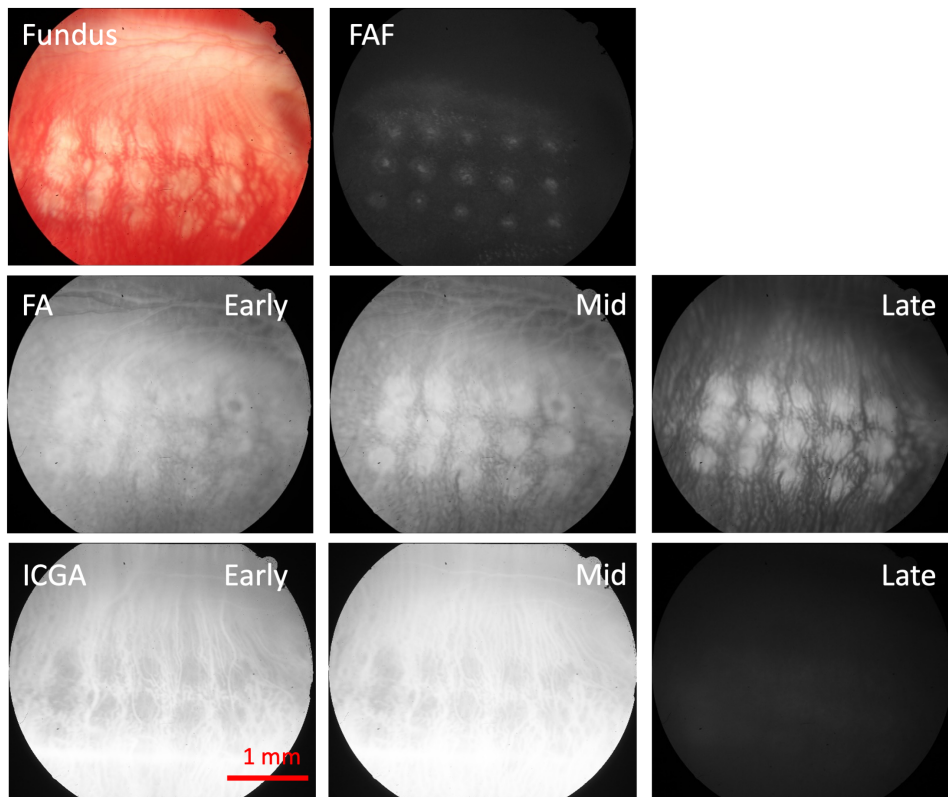 Fundus
FAF
FA
Early
Mid
Late
ICGA
Early
Mid
Late
1 mm